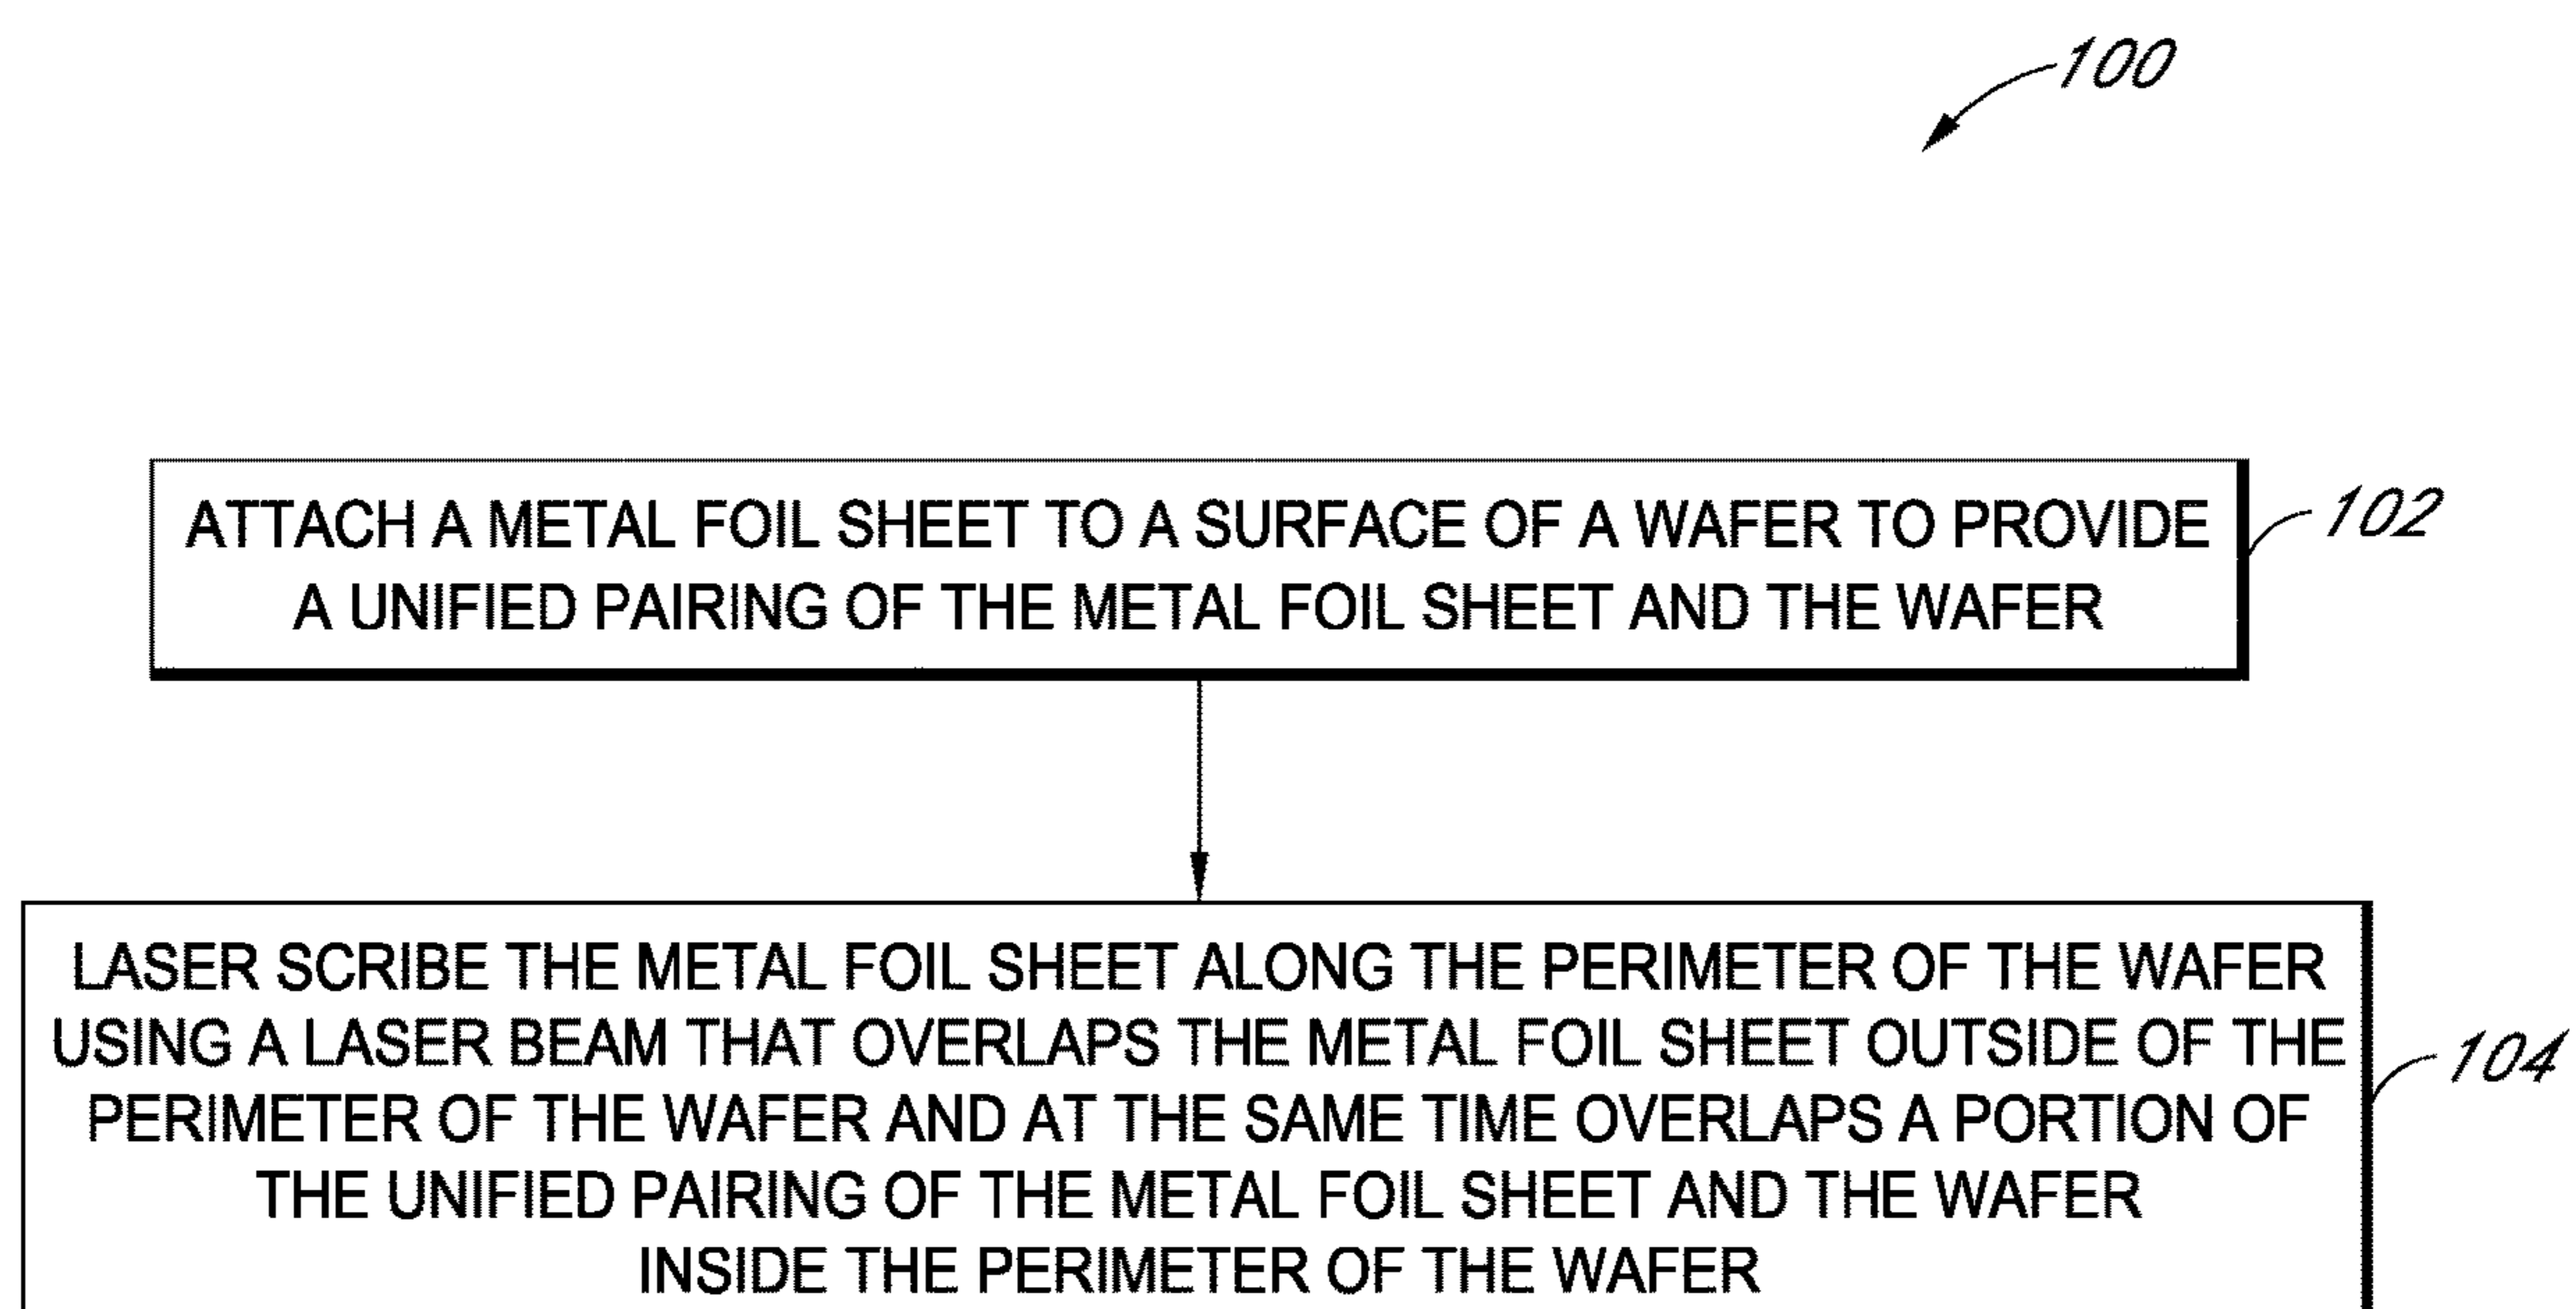 100
ATTACH A METAL FOIL SHEET TO A SURFACE OF A WAFER TO PROVIDE
A UNIFIED PAIRING OF THE METAL FOIL SHEET AND THE WAFER
102
LASER SCRIBE THE METAL FOIL SHEET ALONG THE PERIMETER OF THE WAFER
USING A LASER BEAM THAT OVERLAPS THE METAL FOIL SHEET OUTSIDE OF THE
PERIMETER OF THE WAFER AND AT THE SAME TIME OVERLAPS A PORTION OF
THE UNIFIED PAIRING OF THE METAL FOIL SHEET AND THE WAFER
INSIDE THE PERIMETER OF THE WAFER
104